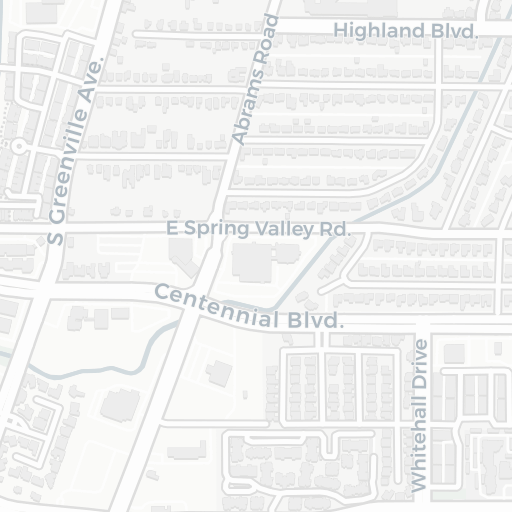 Highland Blvd.
Abrams Road
S Greenville Ave.
E Spring Valley Rd.
Centennial Blvd.
Whitehall Drive